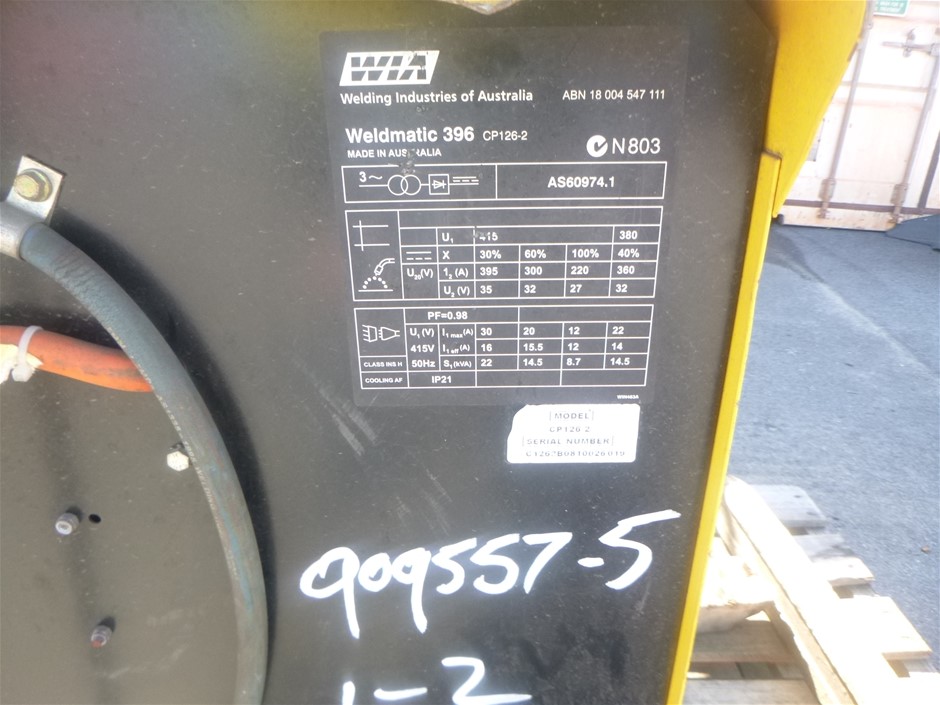 WIA
Welding Industries of Australia ABN 18 004 547 111
Weldmatic 396 CP126-2
MADE IN AUSTRALIA
N803
3~ AS60974.1
U1 415 380
X 30% 60% 100% 40%
U20(V) I2 (A) 395 300 220 360
U2 (V) 35 32 27 32
PF=0.98
U1 (V) I1 max(A) 30 20 12 22
415V I1 eff(A) 16 15.5 12 14
CLASS INS H 50Hz S1(kVA) 22 14.5 8.7 14.5
COOLING AF IP21
MODEL
CP126-2
SERIAL NUMBER
909557-5
1-2